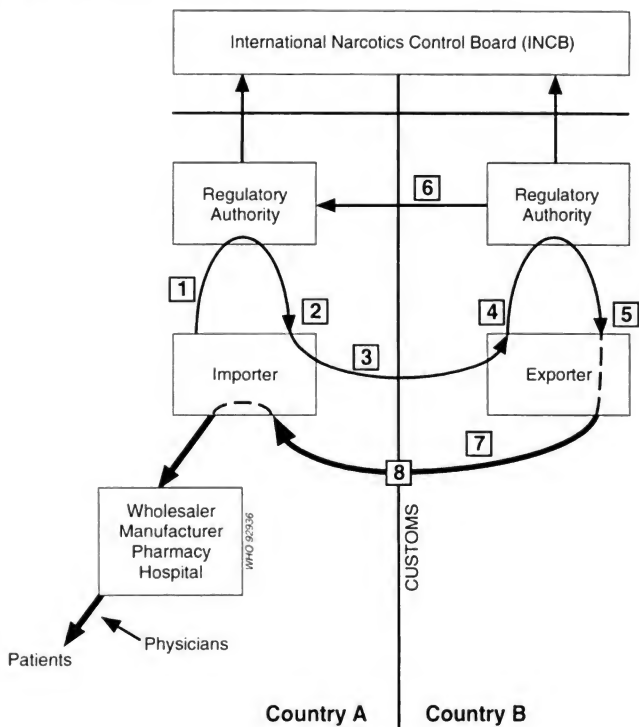 International Narcotics Control Board (INCB)
Regulatory
Authority
6
Regulatory
Authority
1
2
3
4
5
Importer
Exporter
7
8
Wholesaler
Manufacturer
Pharmacy
Hospital
WHO 92936
CUSTOMS
Physicians
Patients
Country A
Country B